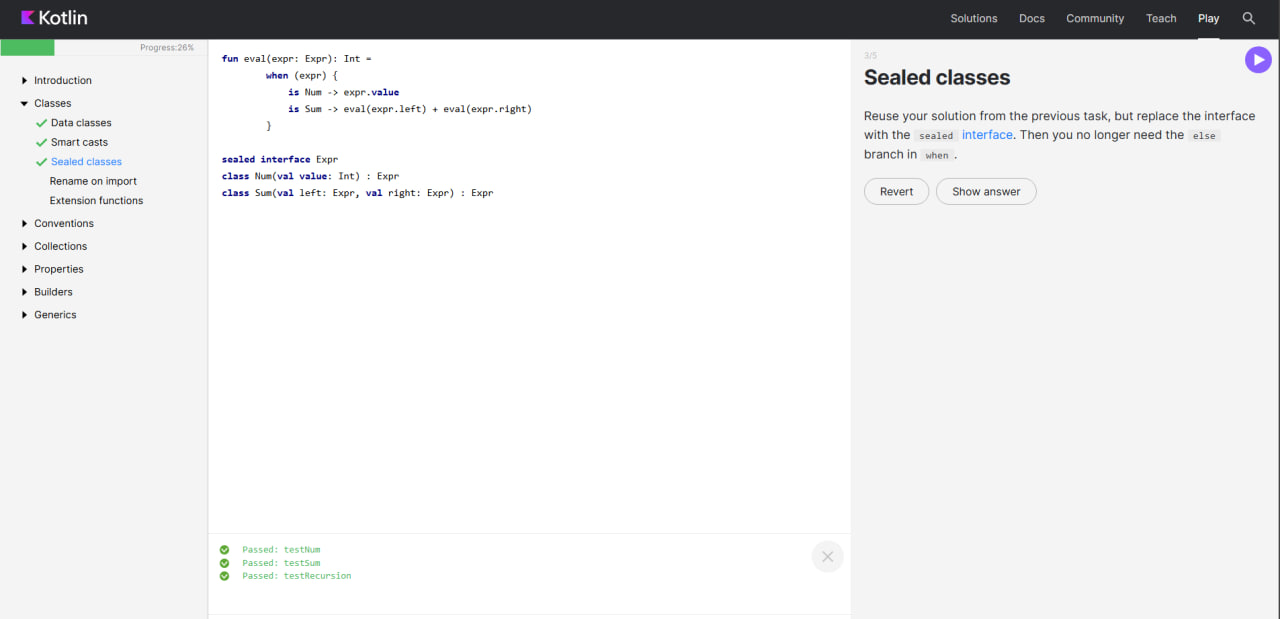 Kotlin
Solutions
Docs
Community
Teach
Play
Progress:26%
Introduction
Classes
Data classes
Smart casts
Sealed classes
Rename on import
Extension functions
Conventions
Collections
Properties
Builders
Generics
fun eval(expr: Expr): Int =
        when (expr) {
            is Num -> expr.value
            is Sum -> eval(expr.left) + eval(expr.right)
        }
sealed interface Expr
class Num(val value: Int) : Expr
class Sum(val left: Expr, val right: Expr) : Expr
Passed: testNum
Passed: testSum
Passed: testRecursion
3/5
Sealed classes
Reuse your solution from the previous task, but replace the interface
with the sealed interface. Then you no longer need the else
branch in when.
Revert
Show answer